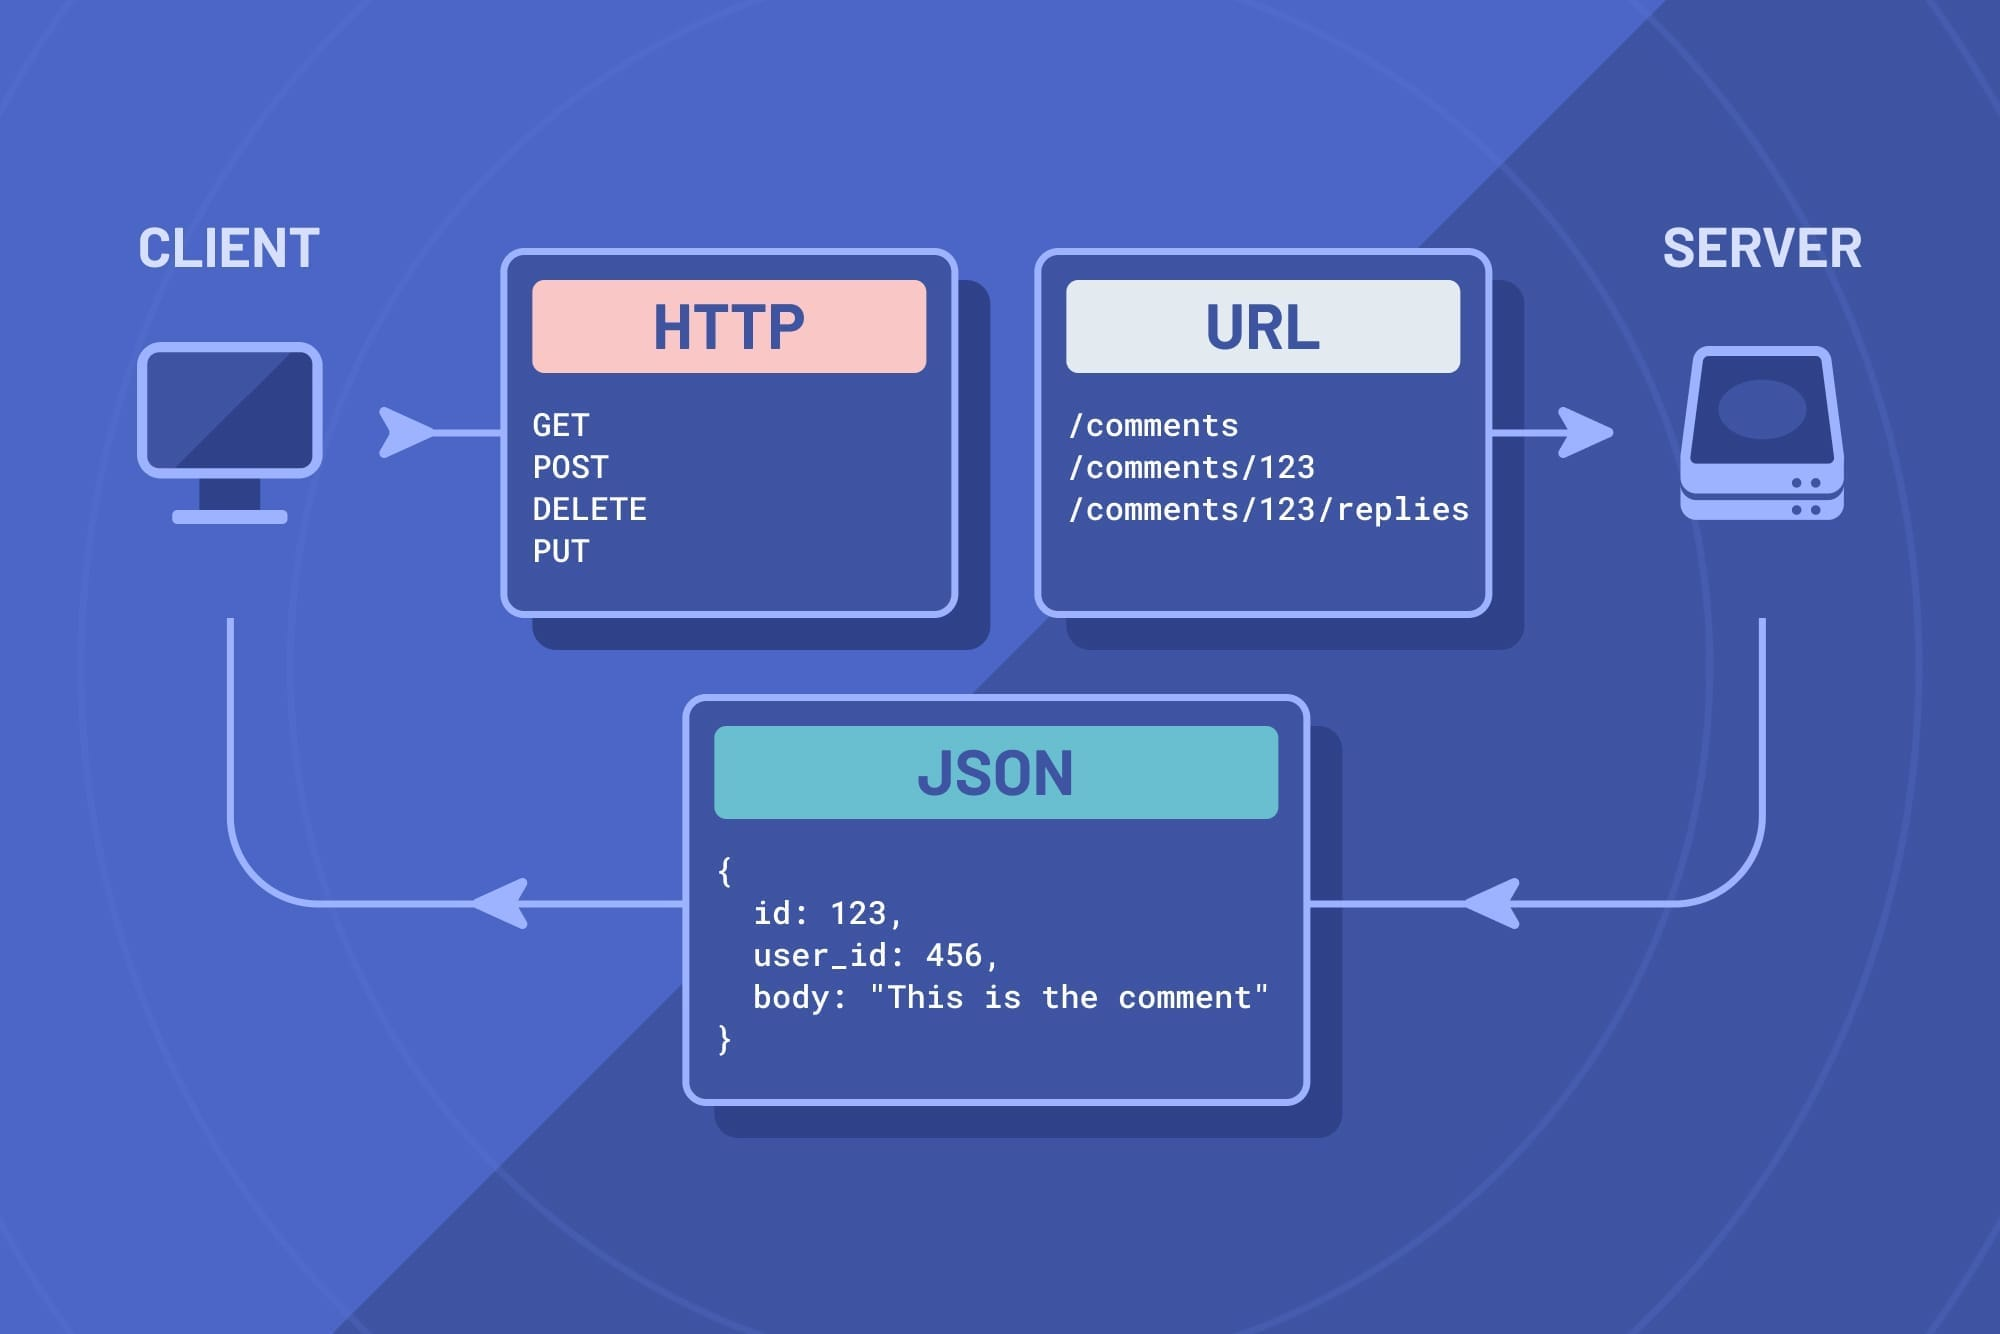 CLIENT
SERVER
HTTP
GET
POST
DELETE
PUT
URL
/comments
/comments/123
/comments/123/replies
JSON
{
  id: 123,
  user_id: 456,
  body: "This is the comment"
}